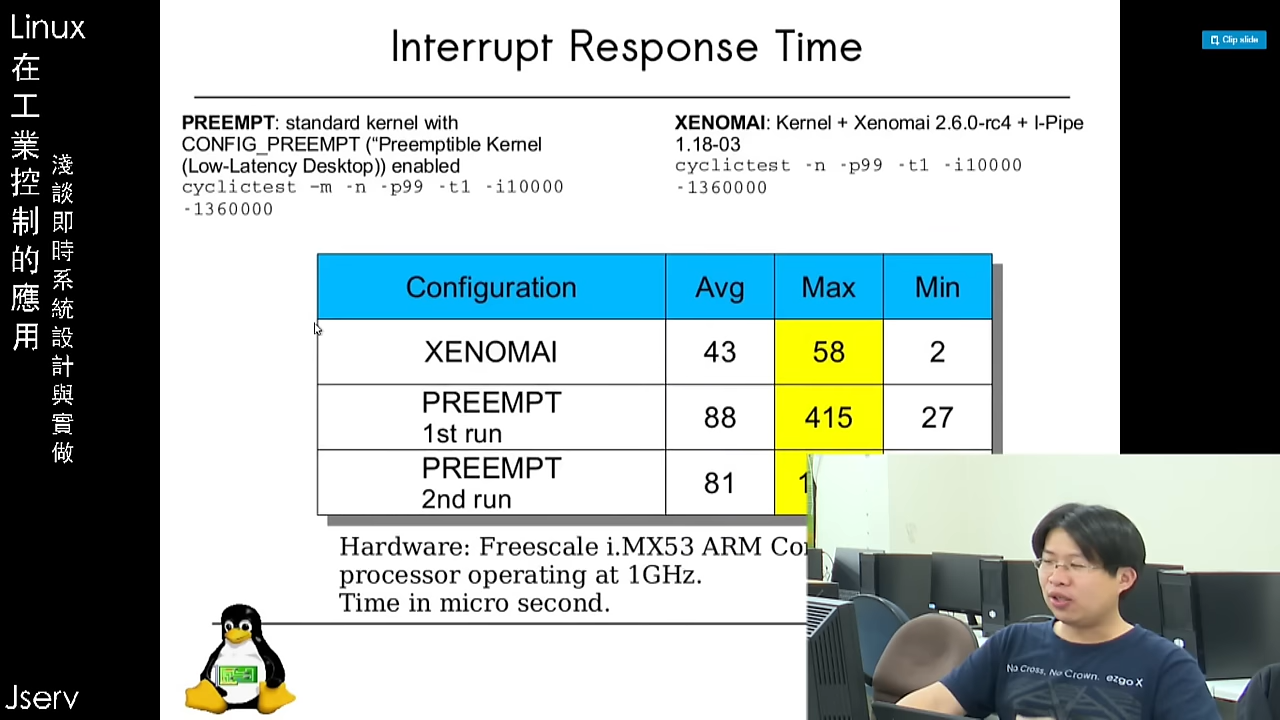 Linux
在工業控制的應用
淺談即時系統設計與實做
Jserv
Clip slide
Interrupt Response Time
PREEMPT: standard kernel with
CONFIG_PREEMPT ("Preemptible Kernel
(Low-Latency Desktop)) enabled
cyclictest -m -n -p99 -t1 -i10000
-1360000
XENOMAI: Kernel + Xenomai 2.6.0-rc4 + I-Pipe
1.18-03
cyclictest -n -p99 -t1 -i10000
-1360000
Configuration Avg Max Min
XENOMAI 43 58 2
PREEMPT
1st run 88 415 27
PREEMPT
2nd run 81
Hardware: Freescale i.MX53 ARM
processor operating at 1GHz.
Time in micro second.
No Cross, No Crown. ezgo X